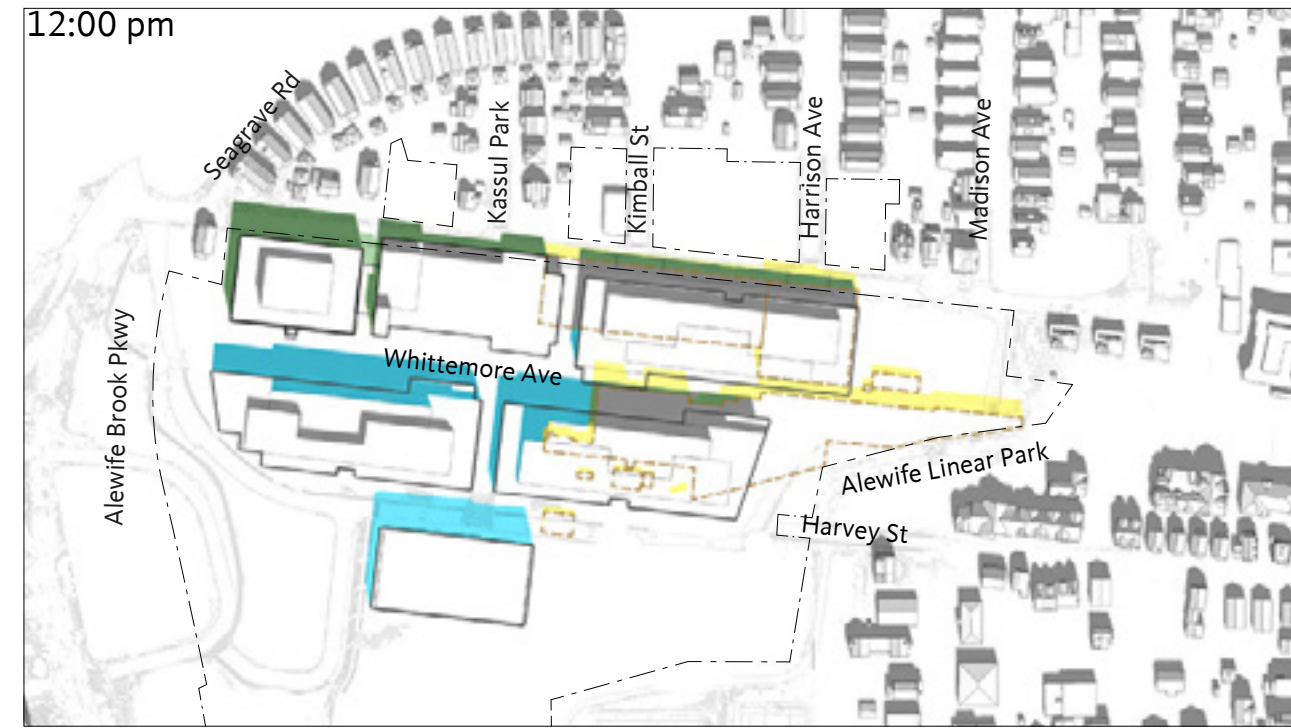 12:00 pm
Seagrave Rd
Kassul Park
Kimball St
Harrison Ave
Madison Ave
Alewife Brook Pkwy
Whittemore Ave
Alewife Linear Park
Harvey St